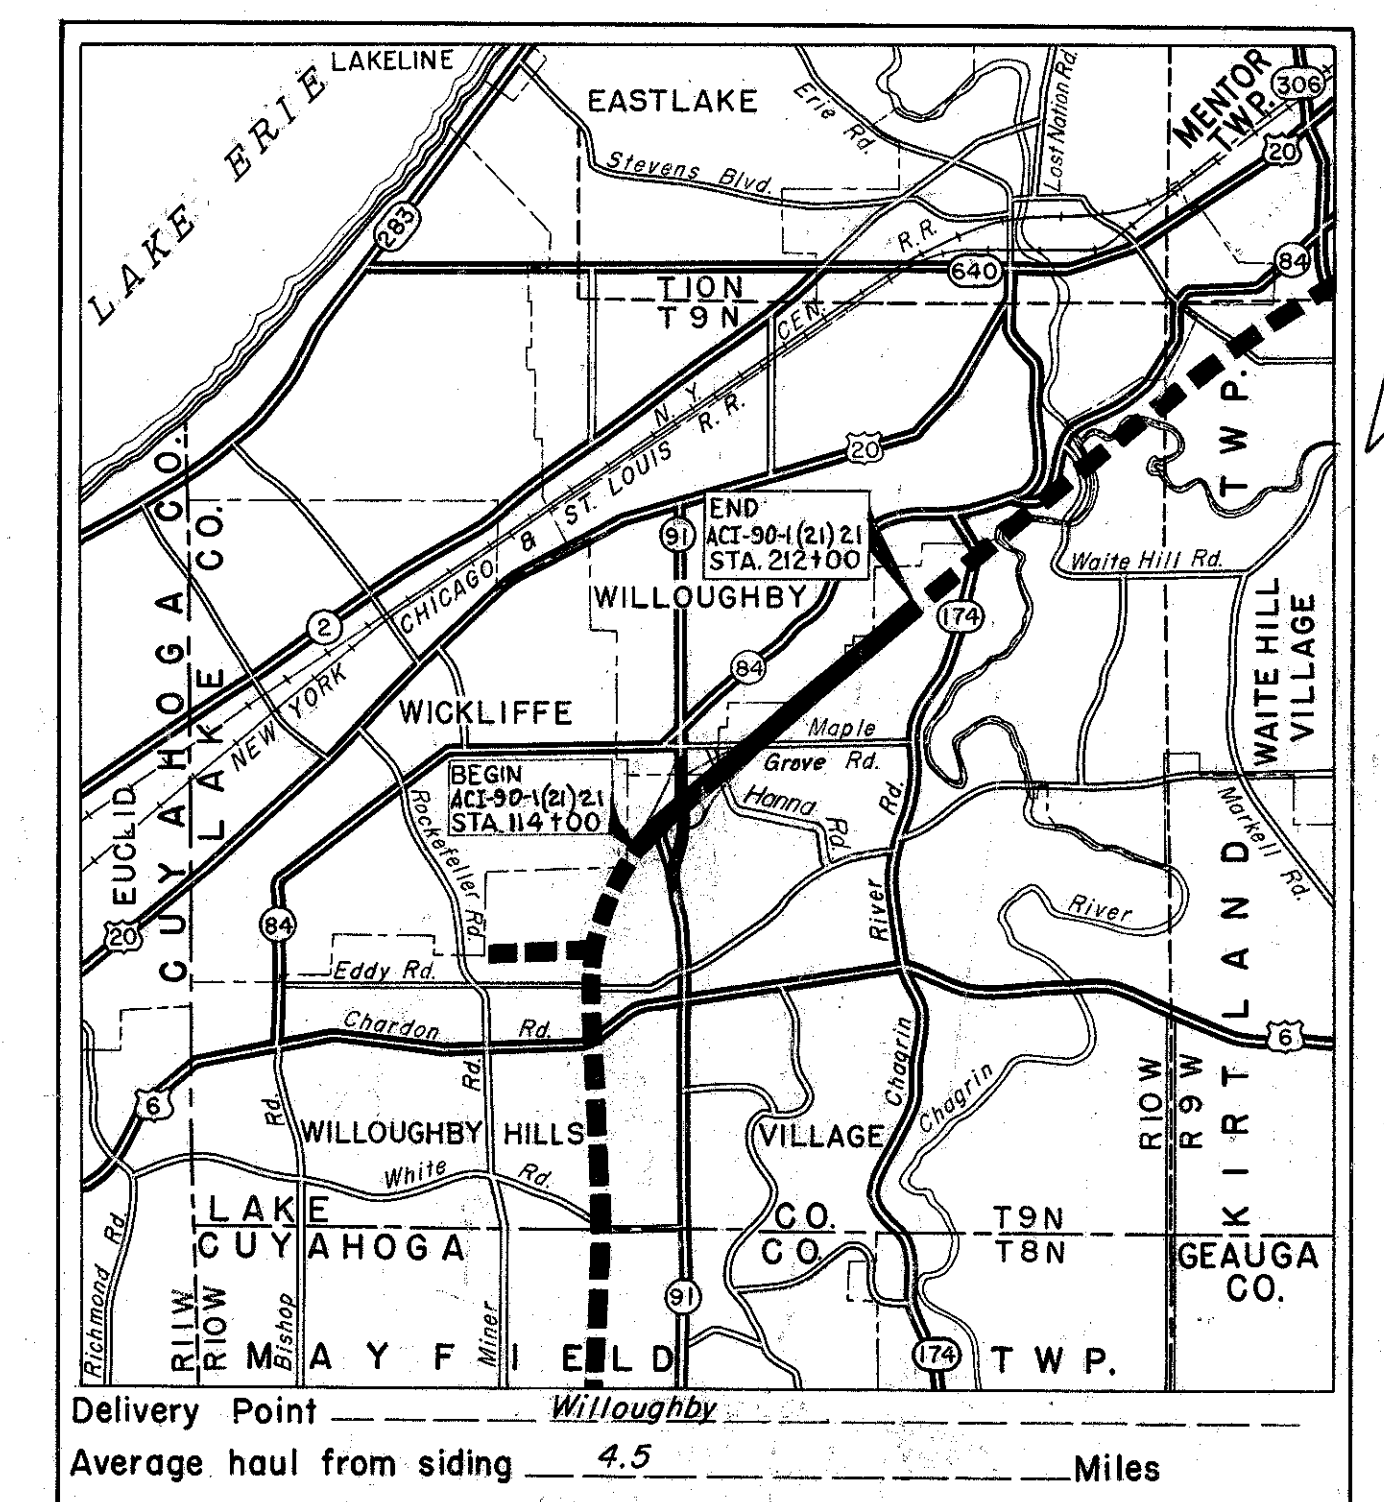 LAKELINE
LAKE ERIE
EASTLAKE
Erie Rd.
Lost Nation Rd.
MENTOR
TWP.
306
20
Stevens Blvd.
283
R.R.
640
84
T10N
T9N
CEN.
N. Y.
R. R.
ST. LOUIS
20
TWP.
CUYAHOGA CO.
LAKE CO.
END
ACI-90-1(21)21
STA. 212+00
91
&
CHICAGO
Waite Hill Rd.
WILLOUGHBY
2
174
WAITE HILL
VILLAGE
84
NEW YORK
WICKLIFFE
Maple
Grove Rd.
BEGIN
ACI-90-1(21)21
STA. 114+00
Hanna Rd.
Rd.
Markell Rd.
EUCLID
Rockefeller Rd.
KIRTLAND
River
River
20
84
Eddy Rd.
Chardon Rd.
6
Rd.
Chagrin
Chagrin
6
Rd.
R10W
R9W
WILLOUGHBY HILLS
VILLAGE
White Rd.
LAKE
CO.
T9N
CUYAHOGA
CO.
T8N
GEAUGA
CO.
Richmond Rd.
R11W
R10W
Bishop
Miner
91
MAYFIELD
174
TWP.
Delivery Point Willoughby
Average haul from siding 4.5 Miles